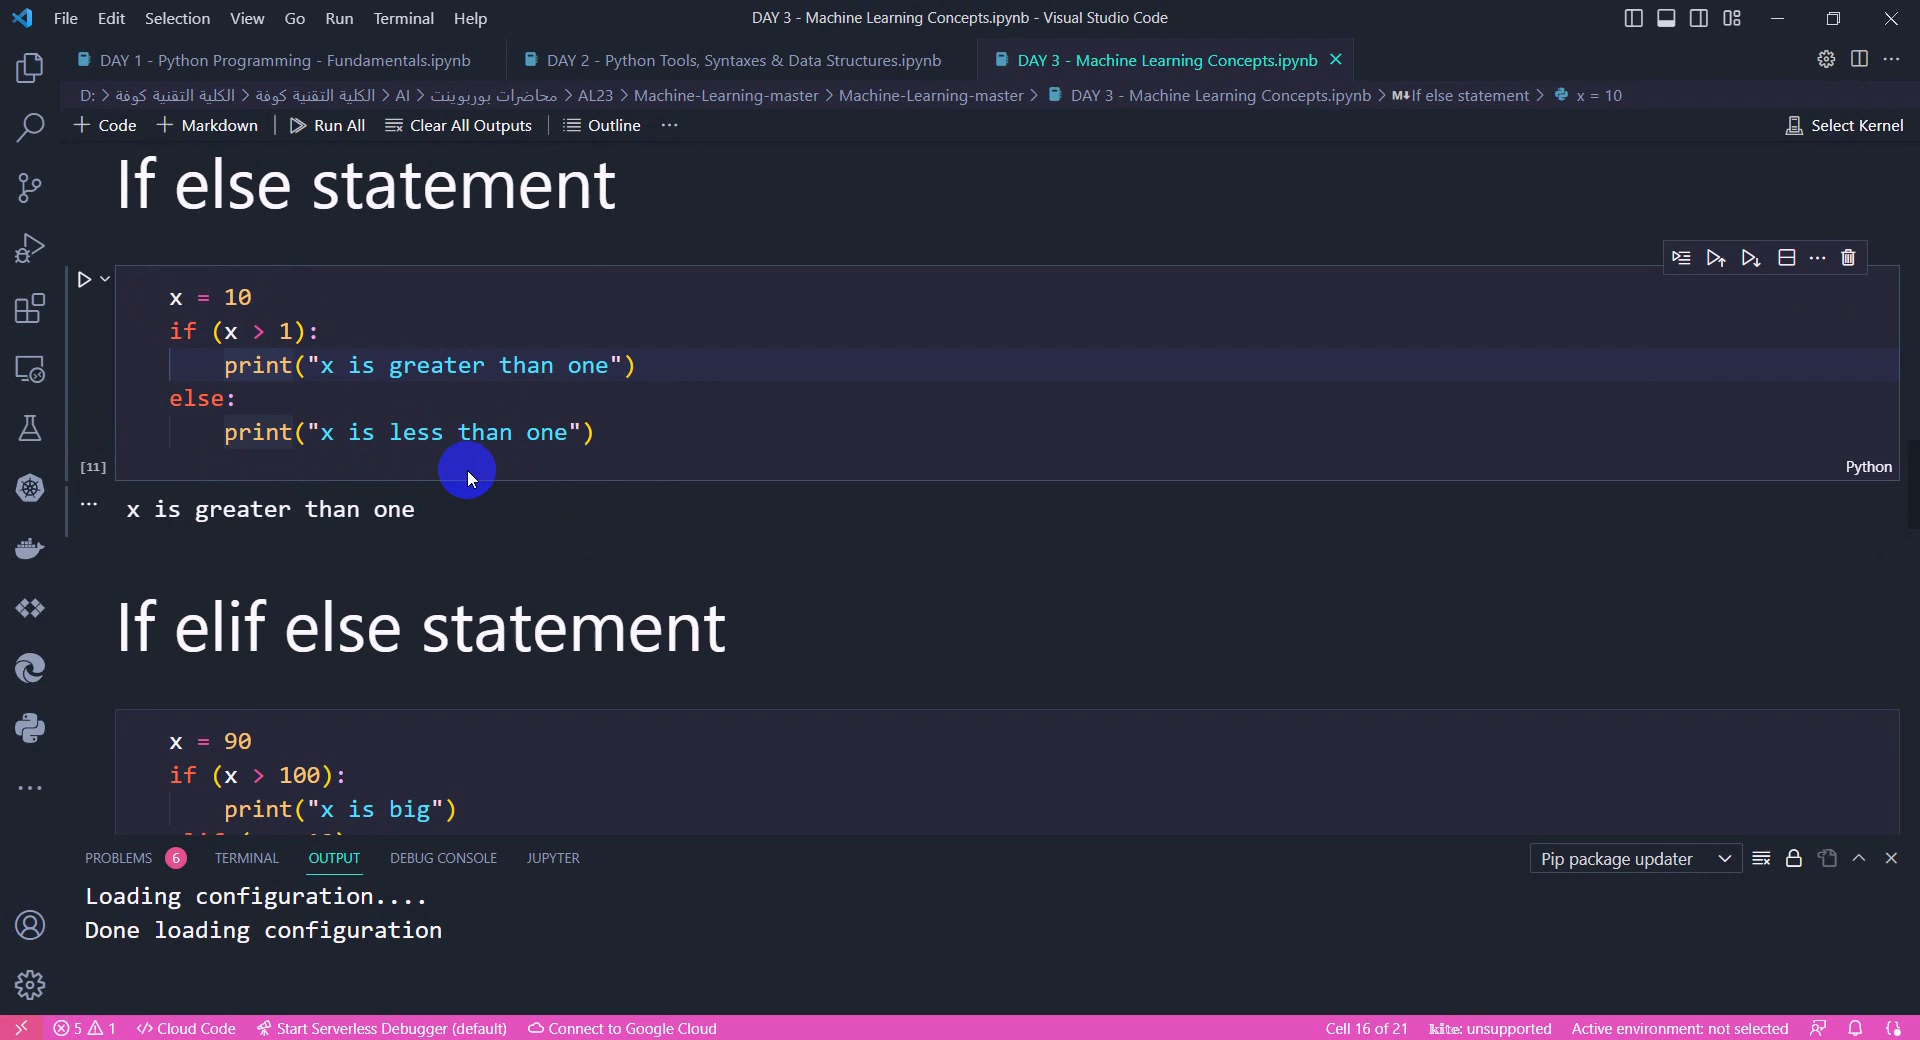 File Edit Selection View Go Run Terminal Help
DAY 3 - Machine Learning Concepts.ipynb - Visual Studio Code
DAY 1 - Python Programming - Fundamentals.ipynb
DAY 2 - Python Tools, Syntaxes & Data Structures.ipynb
DAY 3 - Machine Learning Concepts.ipynb
D: > الكلية التقنية كوفة > الكلية التقنية كوفة > AI > محاضرات بوربوينت > AL23 > Machine-Learning-master > Machine-Learning-master > DAY 3 - Machine Learning Concepts.ipynb > M↓If else statement > x = 10
+ Code + Markdown Run All Clear All Outputs Outline ... Select Kernel
If else statement
x = 10
if (x > 1):
print("x is greater than one")
else:
print("x is less than one")
[11]
Python
... x is greater than one
If elif else statement
x = 90
if (x > 100):
print("x is big")
PROBLEMS 6 TERMINAL OUTPUT DEBUG CONSOLE JUPYTER
Pip package updater
Loading configuration....
Done loading configuration
5 1 Cloud Code Start Serverless Debugger (default) Connect to Google Cloud
Cell 16 of 21 kite: unsupported Active environment: not selected